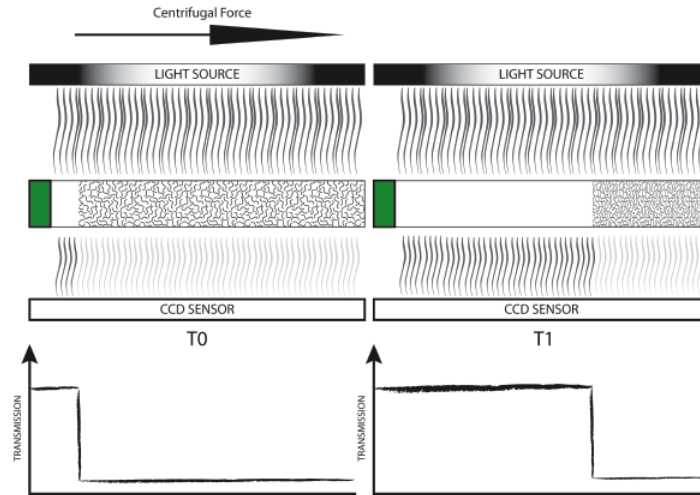 Centrifugal Force
LIGHT SOURCE
LIGHT SOURCE
CCD SENSOR
CCD SENSOR
T0
T1
TRANSMISSION
TRANSMISSION